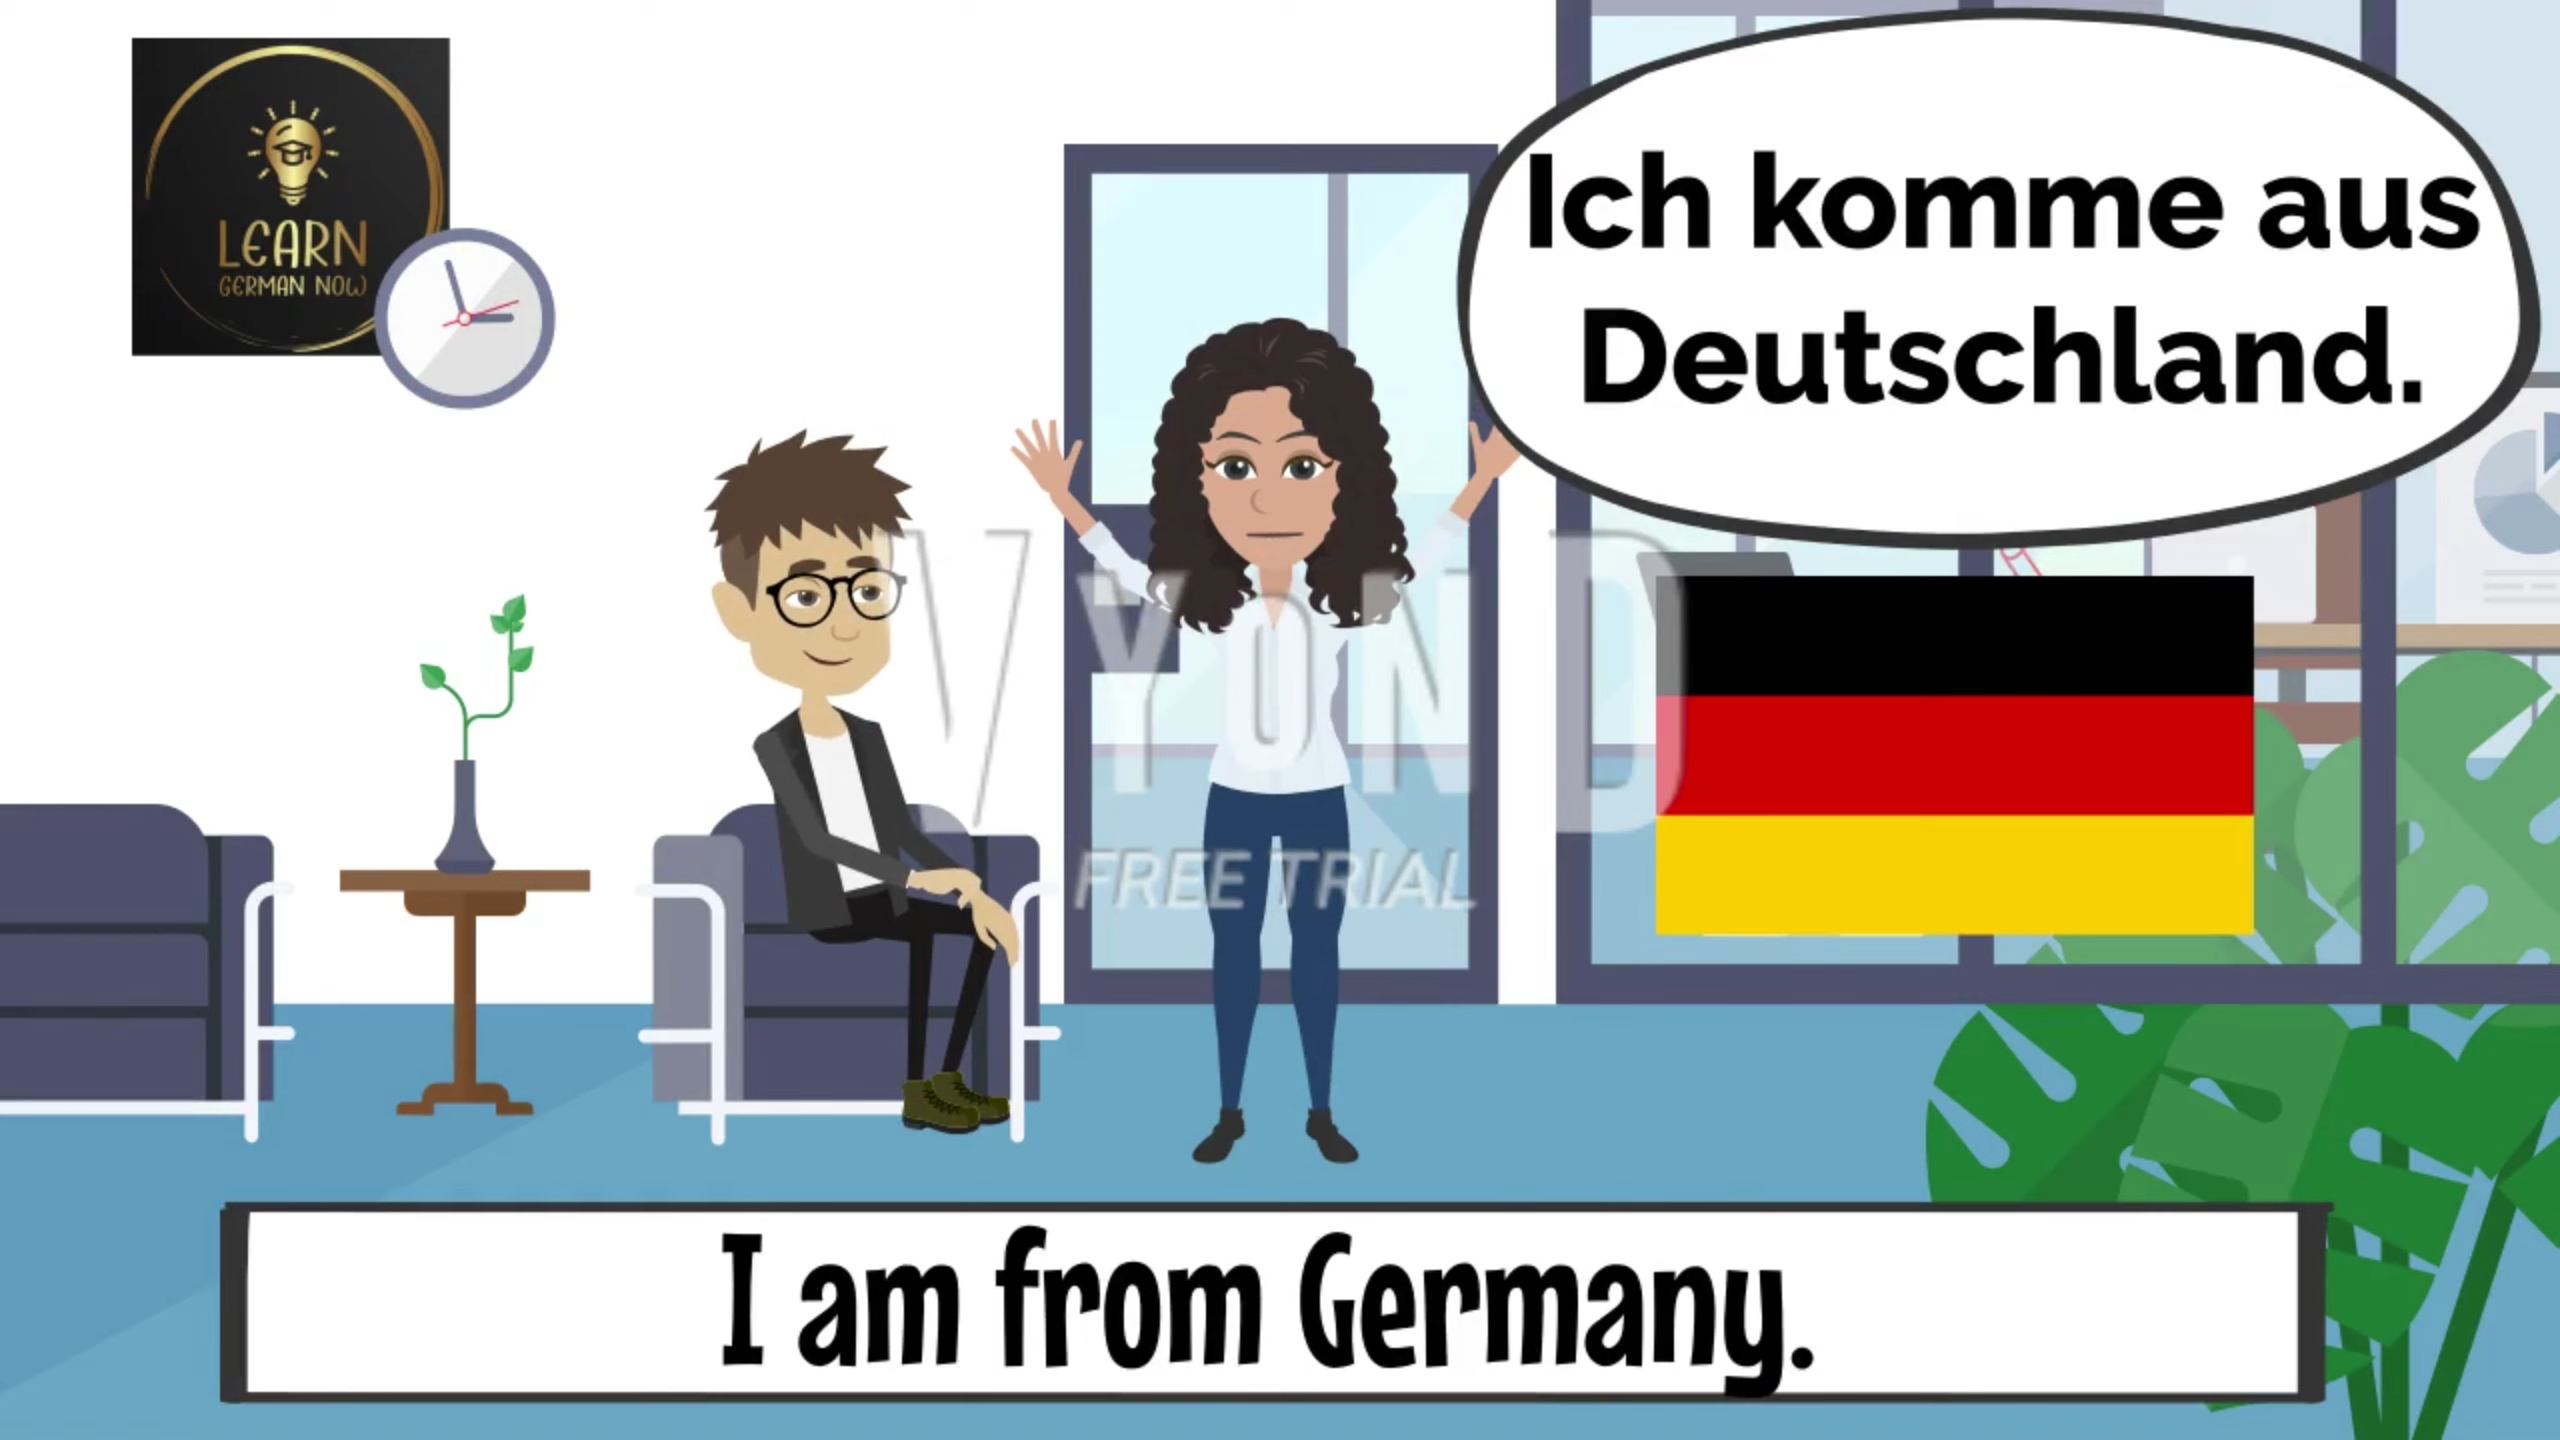 LEARN
GERMAN NOW
Ich komme aus
Deutschland.
VYOND
FREE TRIAL
I am from Germany.